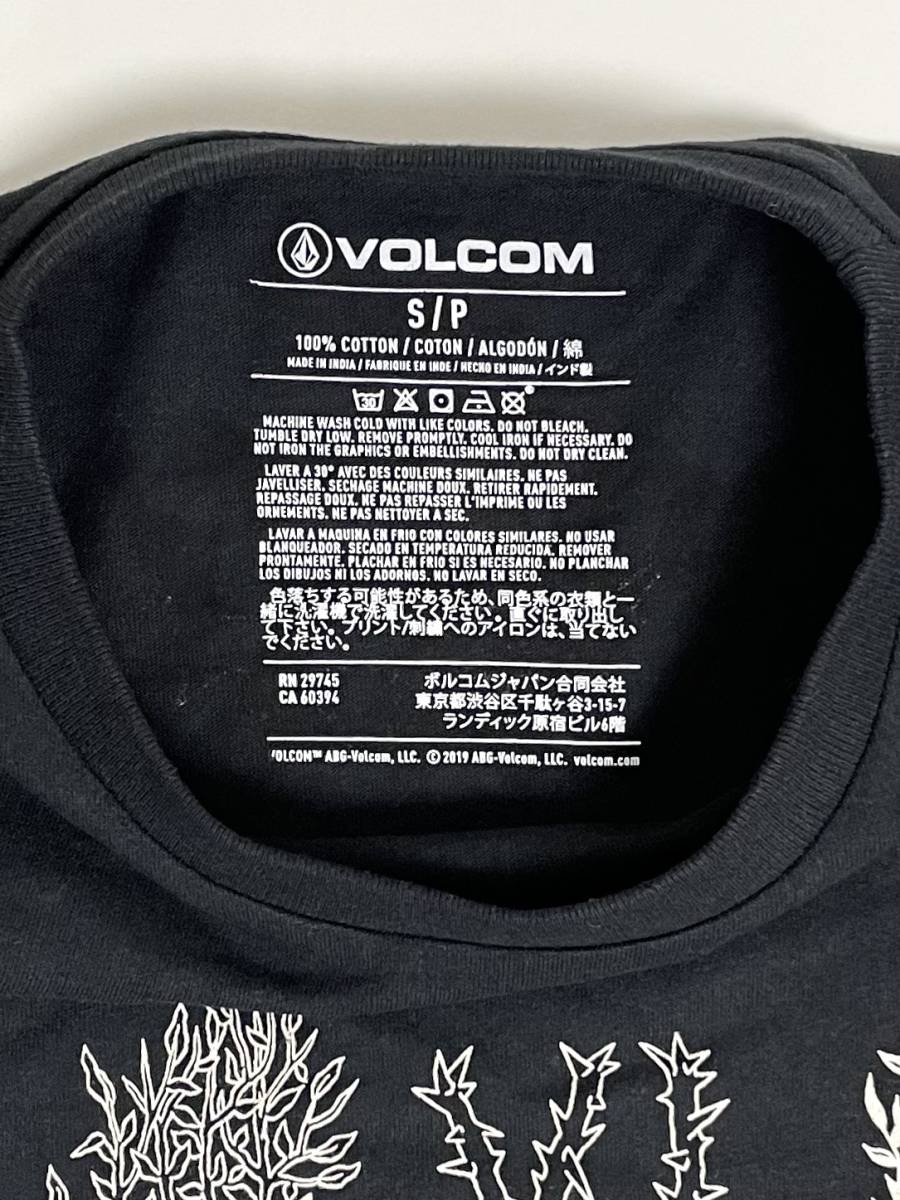 VOLCOM
S/P
100% COTTON / COTON / ALGODÓN / 綿
MADE IN INDIA / FABRIQUE EN INDE / HECHO EN INDIA / インド製
30
MACHINE WASH COLD WITH LIKE COLORS. DO NOT BLEACH.
TUMBLE DRY LOW. REMOVE PROMPTLY. COOL IRON IF NECESSARY. DO
NOT IRON THE GRAPHICS OR EMBELLISHMENTS. DO NOT DRY CLEAN.
LAVER A 30° AVEC DES COULEURS SIMILAIRES. NE PAS
JAVELLISER. SECHAGE MACHINE DOUX. RETIRER RAPIDEMENT.
REPASSAGE DOUX. NE PAS REPASSER L'IMPRIME OU LES
ORNEMENTS. NE PAS NETTOYER A SEC.
LAVAR A MAQUINA EN FRIO CON COLORES SIMILARES. NO USAR
BLANQUEADOR. SECADO EN TEMPERATURA REDUCIDA. REMOVER
PRONTAMENTE. PLACHAR EN FRIO SI ES NECESARIO. NO PLANCHAR
LOS DIBUJOS NI LOS ADORNOS. NO LAVAR EN SECO.
色落ちする可能性があるため、同色系の衣類と一
緒に洗濯機で洗濯してください。直ぐに取り出し
て下さい。プリント/刺繍へのアイロンは、当てない
でください。
RN 29745
CA 60394
ボルコムジャパン合同会社
東京都渋谷区千駄ヶ谷3-15-7
ランディック原宿ビル6階
VOLCOM™ ABG-Volcom, LLC. © 2019 ABG-Volcom, LLC. volcom.com